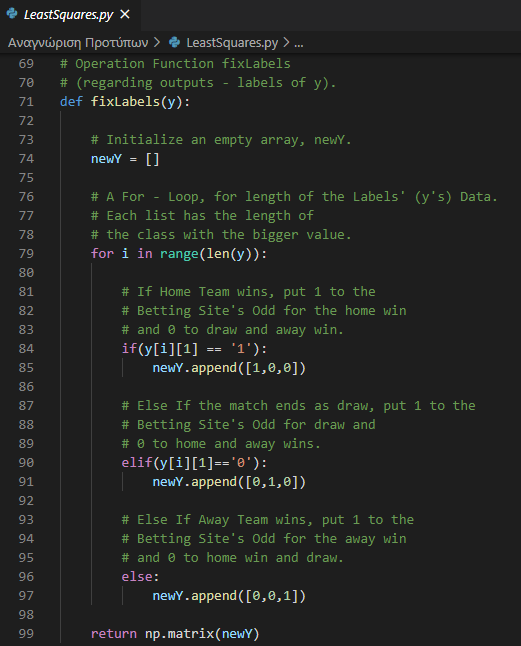 LeastSquares.py ×
Αναγνώριση Προτύπων > LeastSquares.py > ...
69 # Operation Function fixLabels
70 # (regarding outputs - labels of y).
71 def fixLabels(y):
72
73 # Initialize an empty array, newY.
74 newY = []
75
76 # A For - Loop, for length of the Labels' (y's) Data.
77 # Each list has the length of
78 # the class with the bigger value.
79 for i in range(len(y)):
80
81 # If Home Team wins, put 1 to the
82 # Betting Site's Odd for the home win
83 # and 0 to draw and away win.
84 if(y[i][1] == '1'):
85 newY.append([1,0,0])
86
87 # Else If the match ends as draw, put 1 to the
88 # Betting Site's Odd for draw and
89 # 0 to home and away wins.
90 elif(y[i][1]=='0'):
91 newY.append([0,1,0])
92
93 # Else If Away Team wins, put 1 to the
94 # Betting Site's Odd for the away win
95 # and 0 to home win and draw.
96 else:
97 newY.append([0,0,1])
98
99 return np.matrix(newY)